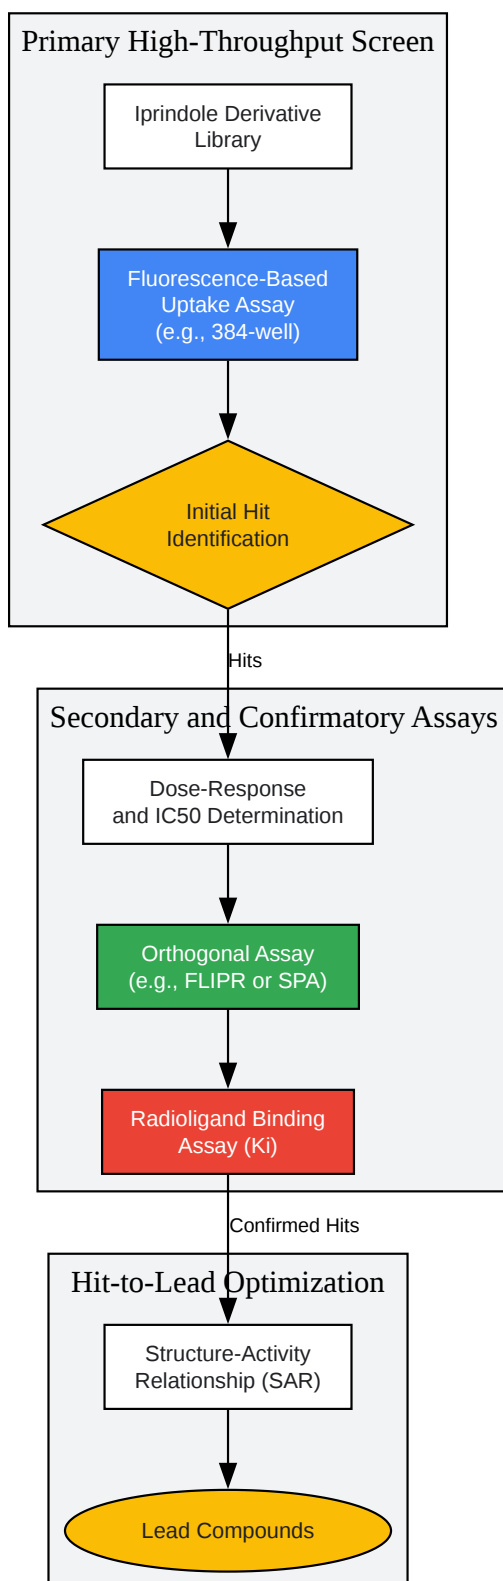 Primary High-Throughput Screen
Iprindole Derivative
Library
Fluorescence-Based
Uptake Assay
(e.g., 384-well)
Initial Hit
Identification
Hits
Secondary and Confirmatory Assays
Dose-Response
and IC50 Determination
Orthogonal Assay
(e.g., FLIPR or SPA)
Radioligand Binding
Assay (Ki)
Confirmed Hits
Hit-to-Lead Optimization
Structure-Activity
Relationship (SAR)
Lead Compounds